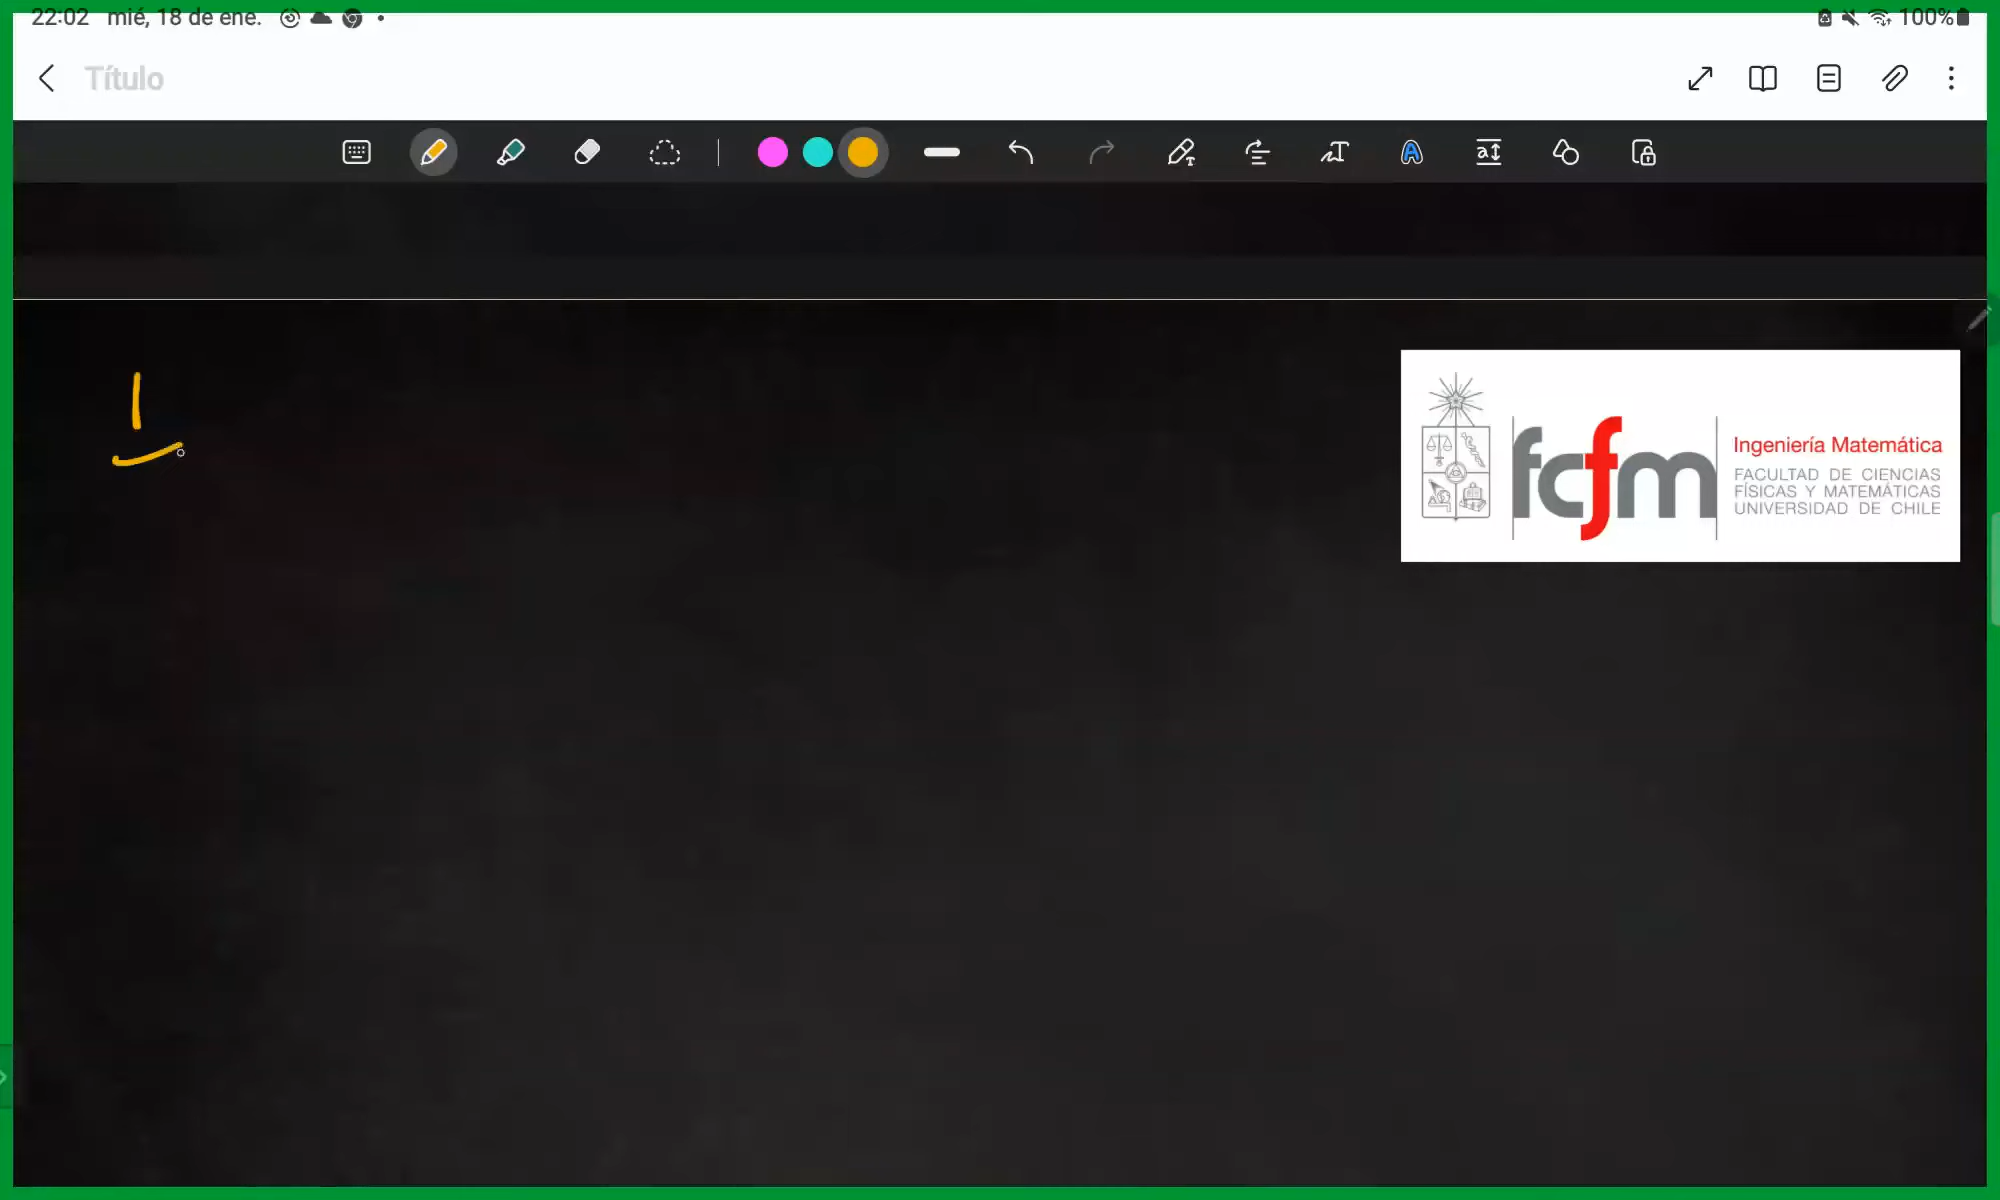 22:02 mié, 18 de ene. 100%
Título
1
fcfm
Ingeniería Matemática
FACULTAD DE CIENCIAS
FÍSICAS Y MATEMÁTICAS
UNIVERSIDAD DE CHILE